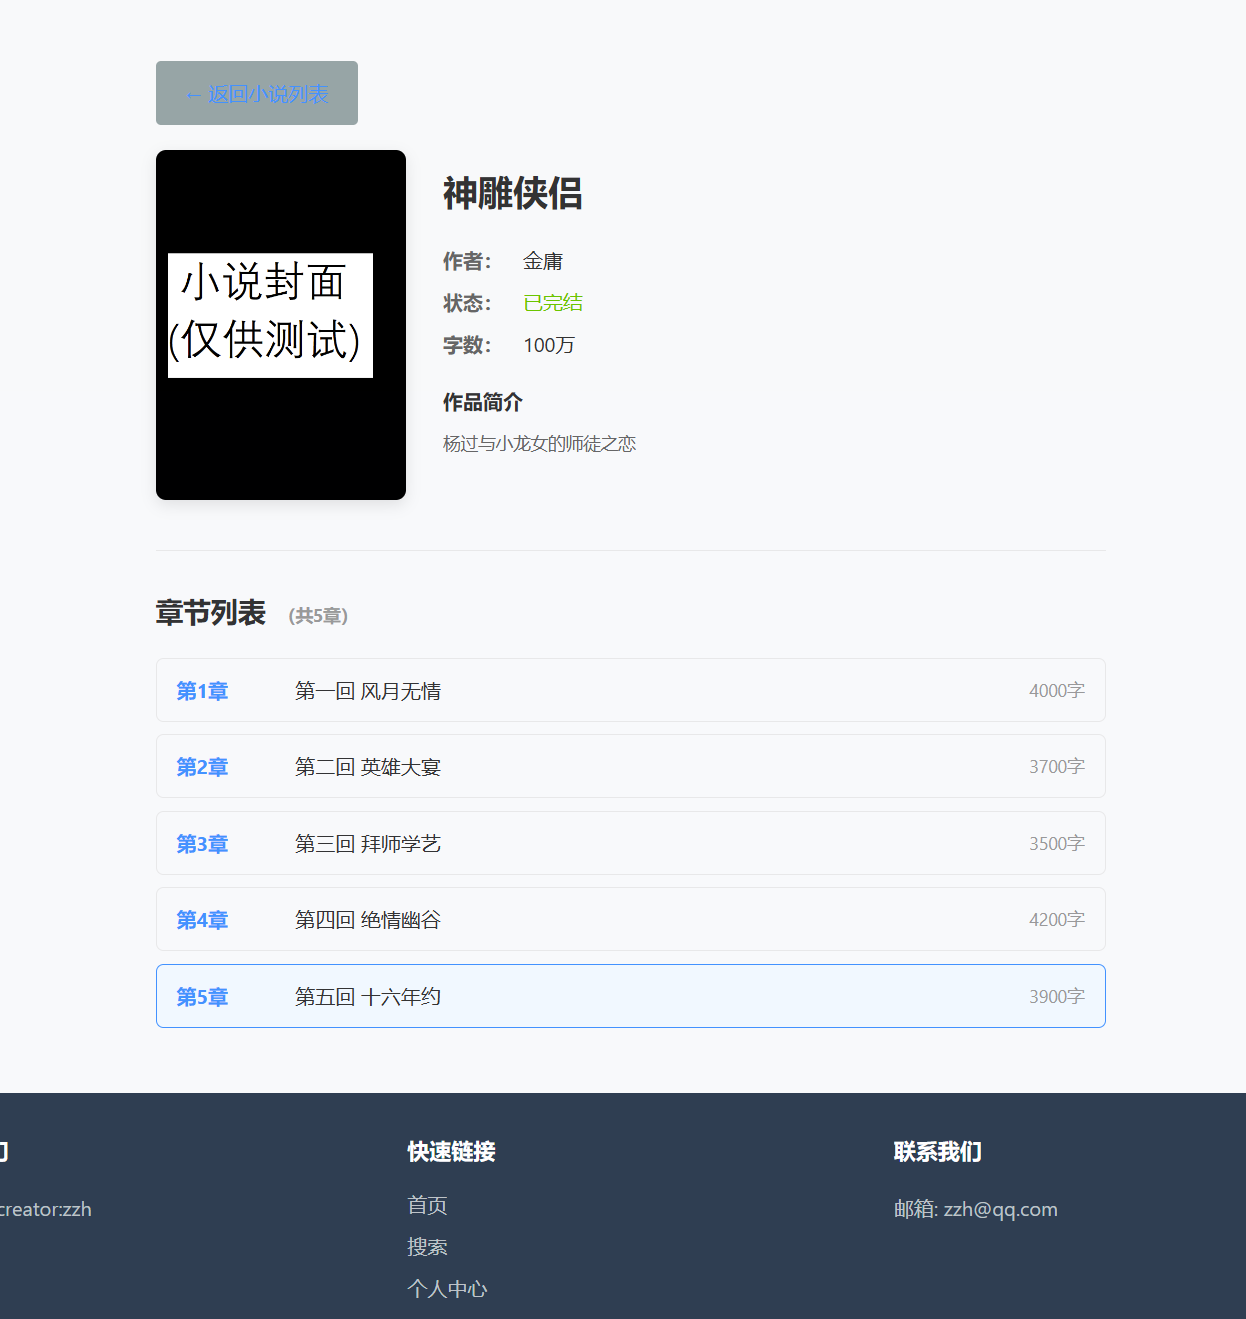 ← 返回小说列表
小说封面
(仅供测试)
神雕侠侣
作者： 金庸
状态： 已完结
字数： 100万
作品简介
杨过与小龙女的师徒之恋
章节列表 (共5章)
第1章 第一回 风月无情 4000字
第2章 第二回 英雄大宴 3700字
第3章 第三回 拜师学艺 3500字
第4章 第四回 绝情幽谷 4200字
第5章 第五回 十六年约 3900字
creator:zzh
快速链接
首页
搜索
个人中心
联系我们
邮箱: zzh@qq.com